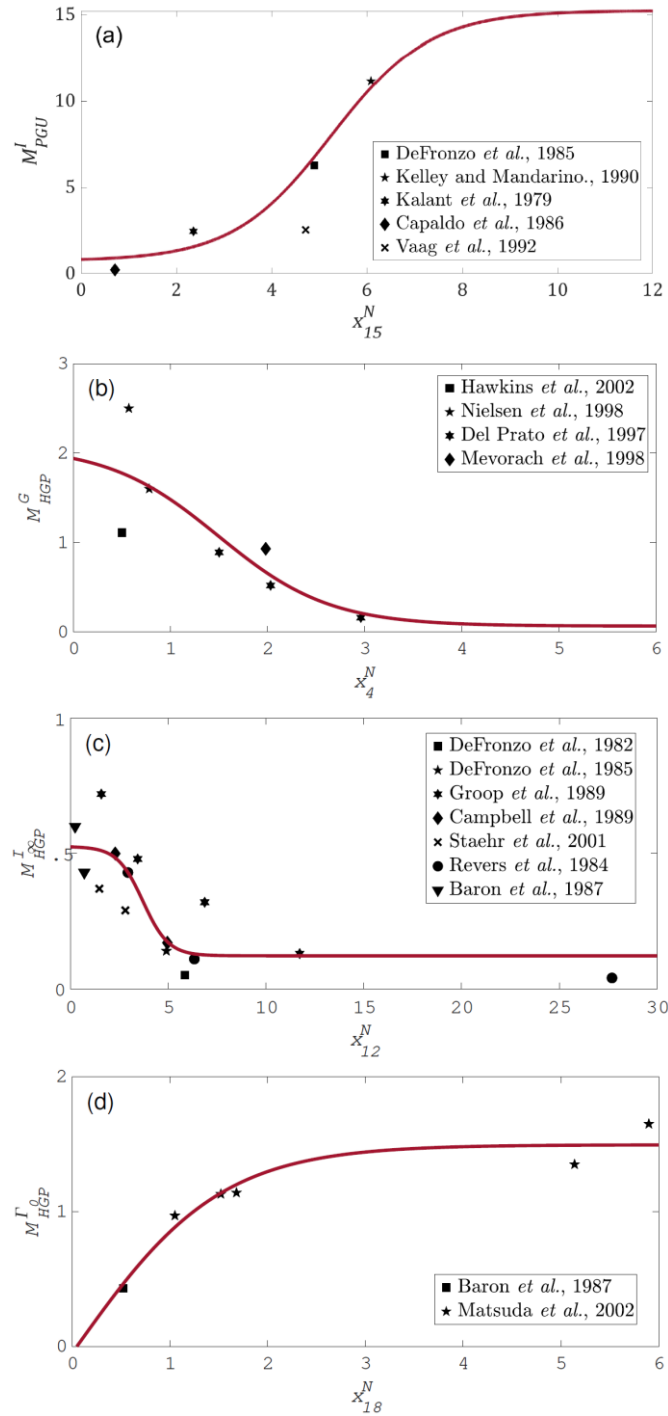 (a)
15
10
5
0
M^I_PGU
DeFronzo et al., 1985
Kelley and Mandarino., 1990
Kalant et al., 1979
Capaldo et al., 1986
Vaag et al., 1992
0 2 4 6 8 10 12
x^N_15
(b)
3
2
1
0
M^G_HGP
Hawkins et al., 2002
Nielsen et al., 1998
Del Prato et al., 1997
Mevorach et al., 1998
0 1 2 3 4 5 6
x^N_4
(c)
1
.5
0
M^I∞_HGP
DeFronzo et al., 1982
DeFronzo et al., 1985
Groop et al., 1989
Campbell et al., 1989
Staehr et al., 2001
Revers et al., 1984
Baron et al., 1987
0 5 10 15 20 25 30
x^N_12
(d)
2
1
0
M^Γ0_HGP
Baron et al., 1987
Matsuda et al., 2002
0 1 2 3 4 5 6
x^N_18